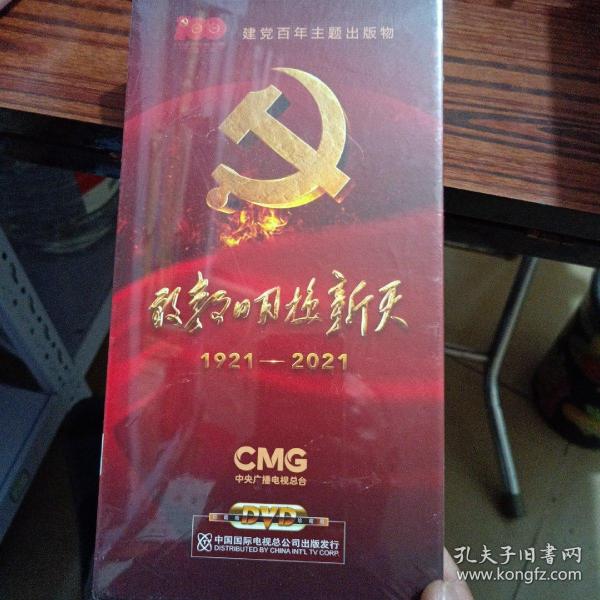 100
建党百年主题出版物
敢教日月换新天
1921—2021
CMG
中央广播电视总台
DVD
中国国际电视总公司出版发行
DISTRIBUTED BY CHINA INT'L TV CORP.
孔夫子旧书网
www.kongfz.com